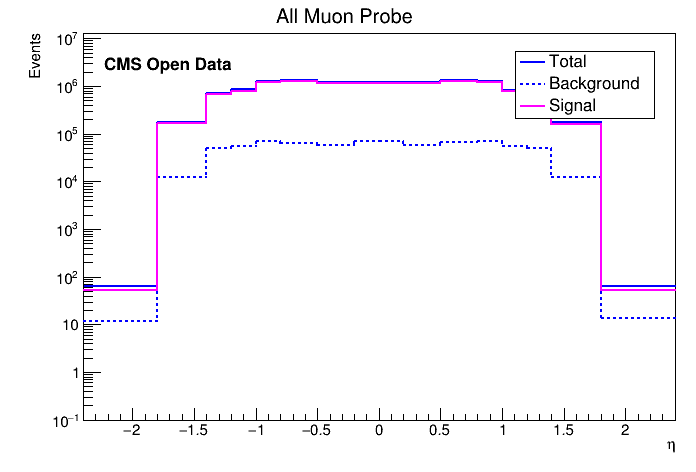 All Muon Probe
Events
CMS Open Data
Total
Background
Signal
10⁷
10⁶
10⁵
10⁴
10³
10²
10
1
10⁻¹
−2 −1.5 −1 −0.5 0 0.5 1 1.5 2
η